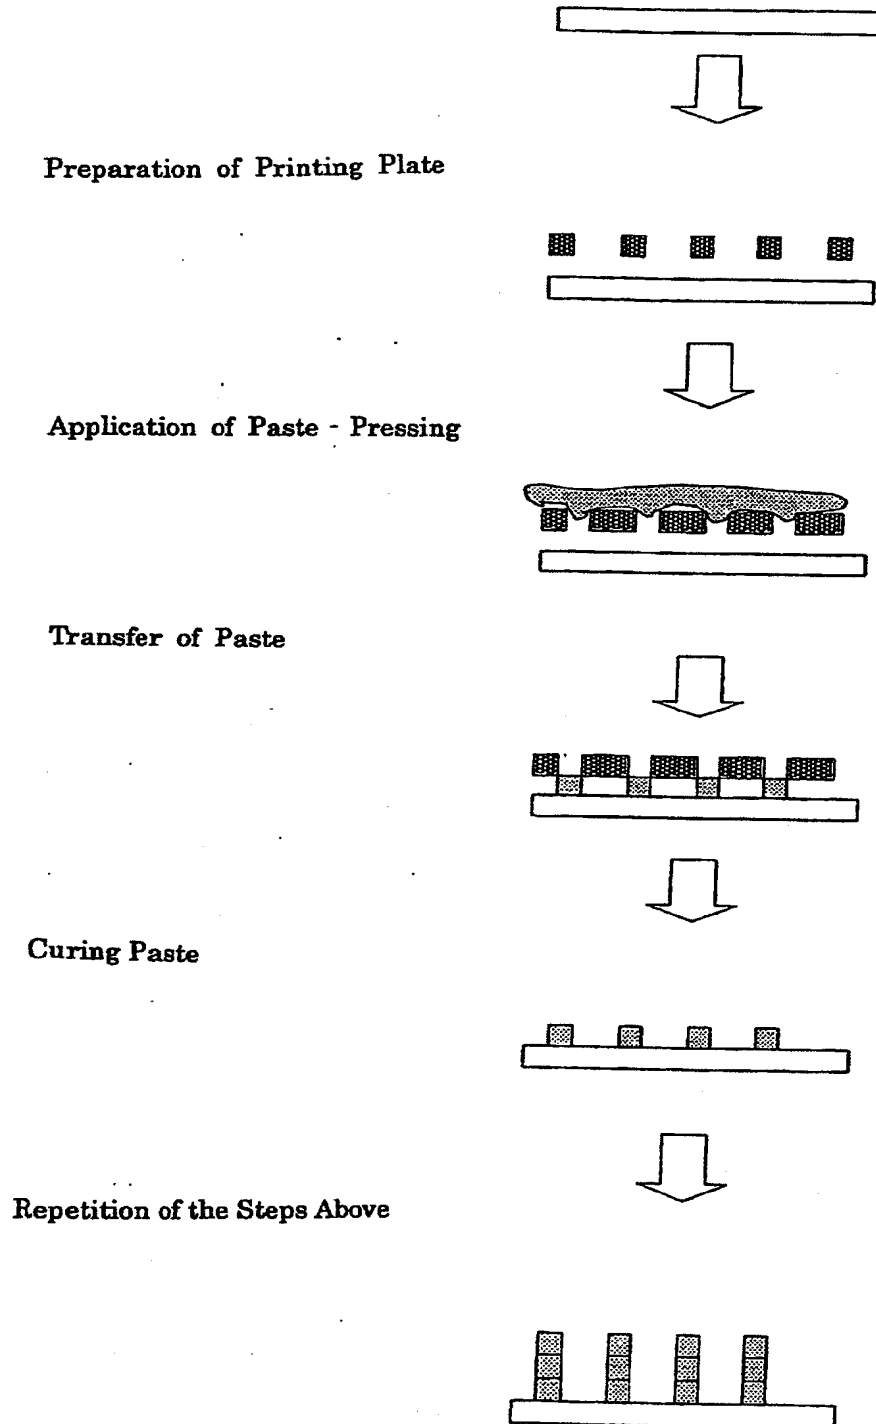 Preparation of Printing Plate
Application of Paste - Pressing
Transfer of Paste
Curing Paste
Repetition of the Steps Above